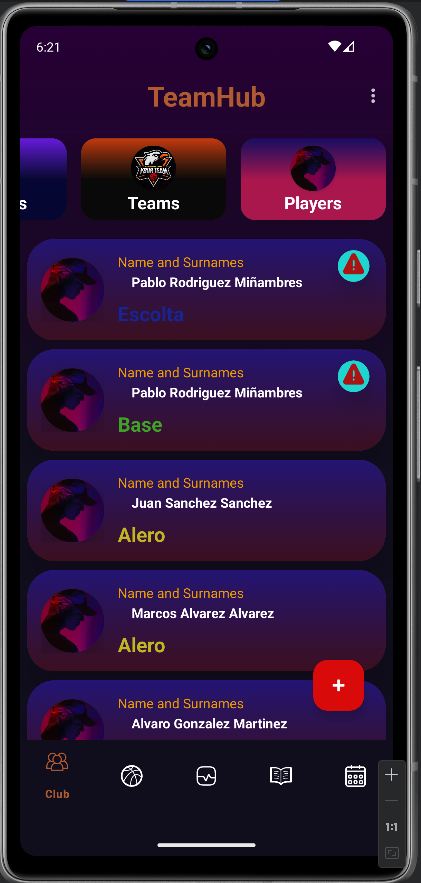 6:21
TeamHub
s
Teams
Players
Name and Surnames
Pablo Rodriguez Miñambres
Escolta
Name and Surnames
Pablo Rodriguez Miñambres
Base
Name and Surnames
Juan Sanchez Sanchez
Alero
Name and Surnames
Marcos Alvarez Alvarez
Alero
Name and Surnames
Alvaro Gonzalez Martinez
+
Club
1:1